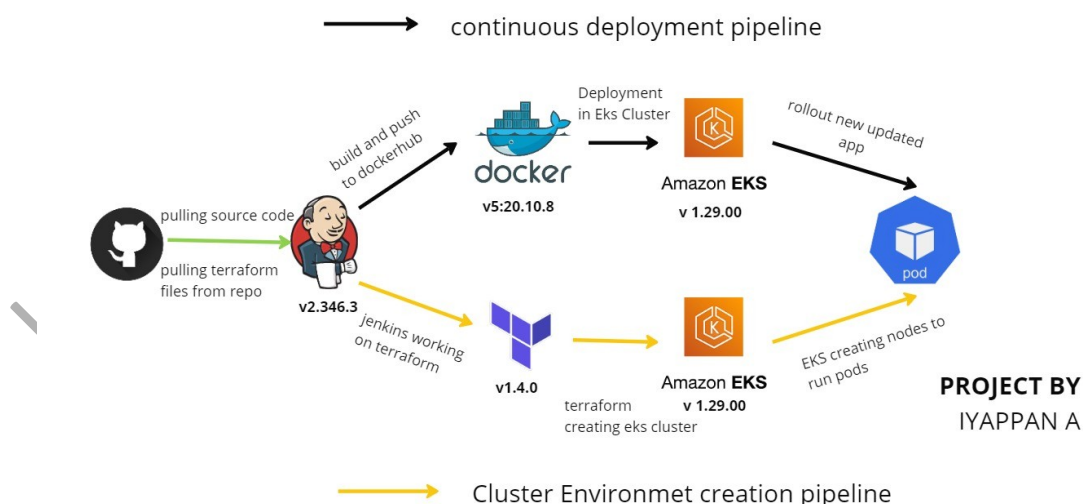 continuous deployment pipeline
build and push
to dockerhub
docker
v5:20.10.8
Deployment
in Eks Cluster
Amazon EKS
v 1.29.00
rollout new updated
app
pulling source code
pulling terraform
files from repo
v2.346.3
pod
jenkins working
on terraform
v1.4.0
terraform
creating eks cluster
Amazon EKS
v 1.29.00
EKS creating nodes to
run pods
PROJECT BY
IYAPPAN A
Cluster Environmet creation pipeline